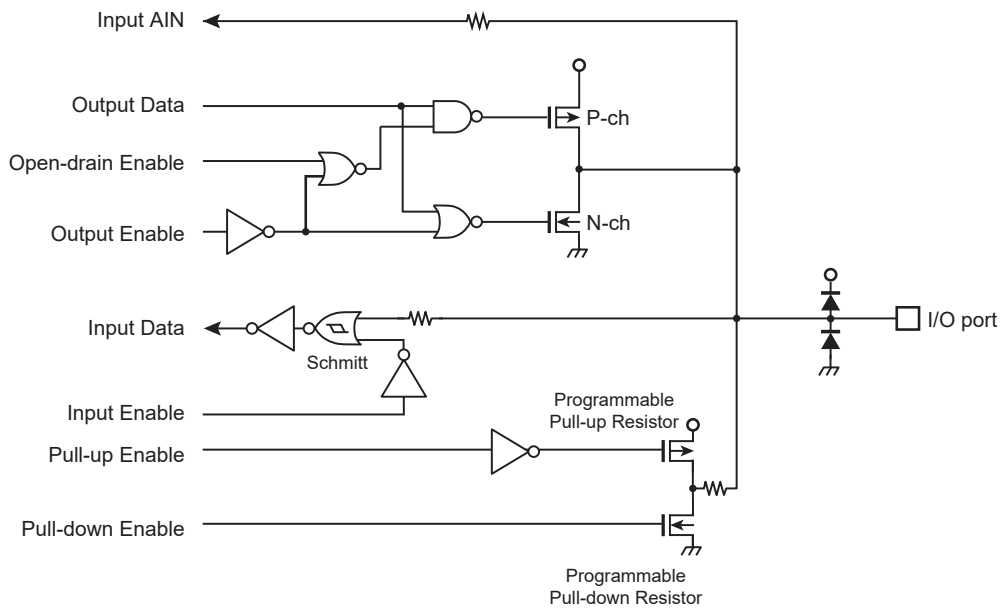 Input AIN
Output Data
P-ch
Open-drain Enable
N-ch
Output Enable
Input Data
Schmitt
I/O port
Input Enable
Programmable
Pull-up Resistor
Pull-up Enable
Pull-down Enable
Programmable
Pull-down Resistor